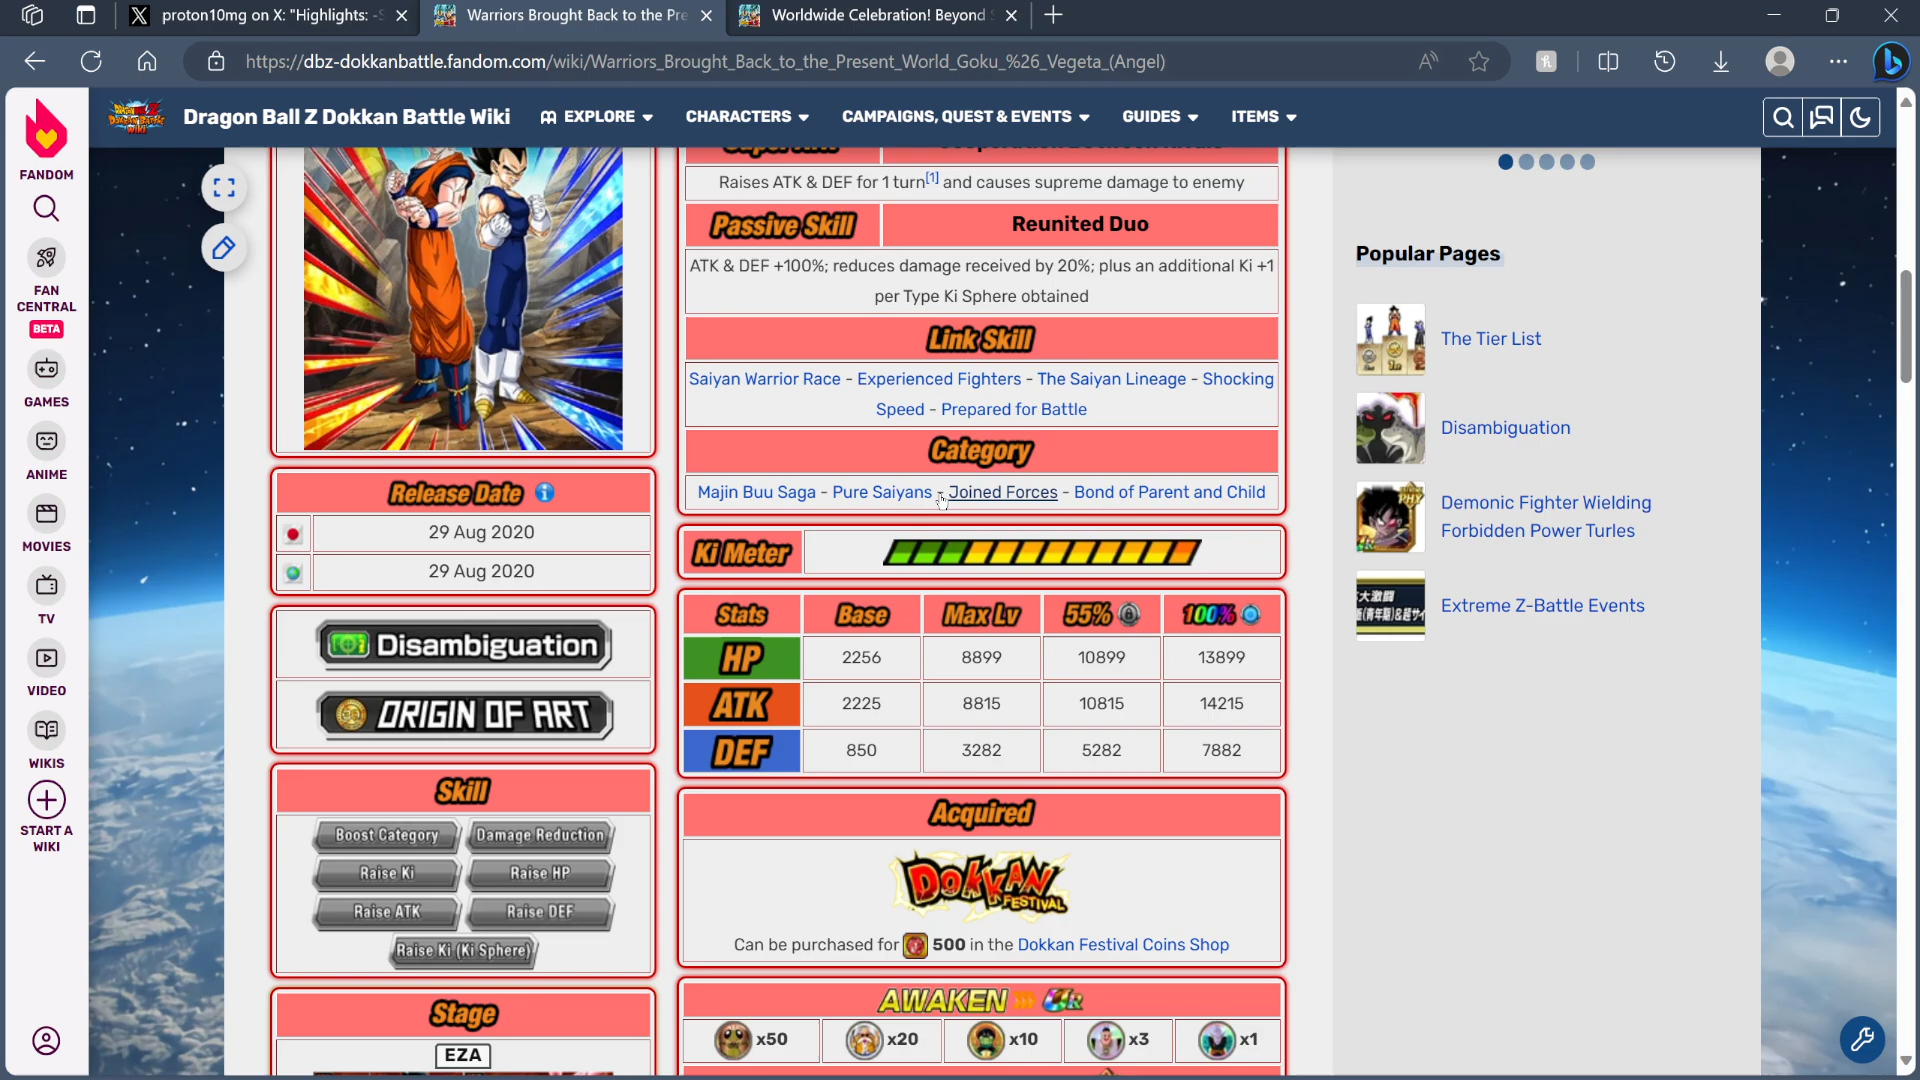 proton10mg on X: "Highlights: -S
Warriors Brought Back to the Pre
Worldwide Celebration! Beyond S
https://dbz-dokkanbattle.fandom.com/wiki/Warriors_Brought_Back_to_the_Present_World_Goku_%26_Vegeta_(Angel)
Dragon Ball Z Dokkan Battle Wiki
EXPLORE
CHARACTERS
CAMPAIGNS, QUEST & EVENTS
GUIDES
ITEMS
FANDOM
FAN
CENTRAL
BETA
GAMES
ANIME
MOVIES
TV
VIDEO
WIKIS
START A
WIKI
Release Date
29 Aug 2020
29 Aug 2020
Disambiguation
ORIGIN OF ART
Skill
Boost Category Damage Reduction
Raise Ki Raise HP
Raise ATK Raise DEF
Raise Ki (Ki Sphere)
Stage
EZA
Raises ATK & DEF for 1 turn[1] and causes supreme damage to enemy
Passive Skill Reunited Duo
ATK & DEF +100%; reduces damage received by 20%; plus an additional Ki +1
per Type Ki Sphere obtained
Link Skill
Saiyan Warrior Race - Experienced Fighters - The Saiyan Lineage - Shocking
Speed - Prepared for Battle
Category
Majin Buu Saga - Pure Saiyans - Joined Forces - Bond of Parent and Child
Ki Meter
Stats Base Max Lv 55% 100%
HP 2256 8899 10899 13899
ATK 2225 8815 10815 14215
DEF 850 3282 5282 7882
Acquired
DOKKAN
FESTIVAL
Can be purchased for 500 in the Dokkan Festival Coins Shop
AWAKEN UR
x50 x20 x10 x3 x1
Popular Pages
The Tier List
Disambiguation
Demonic Fighter Wielding
Forbidden Power Turles
Extreme Z-Battle Events